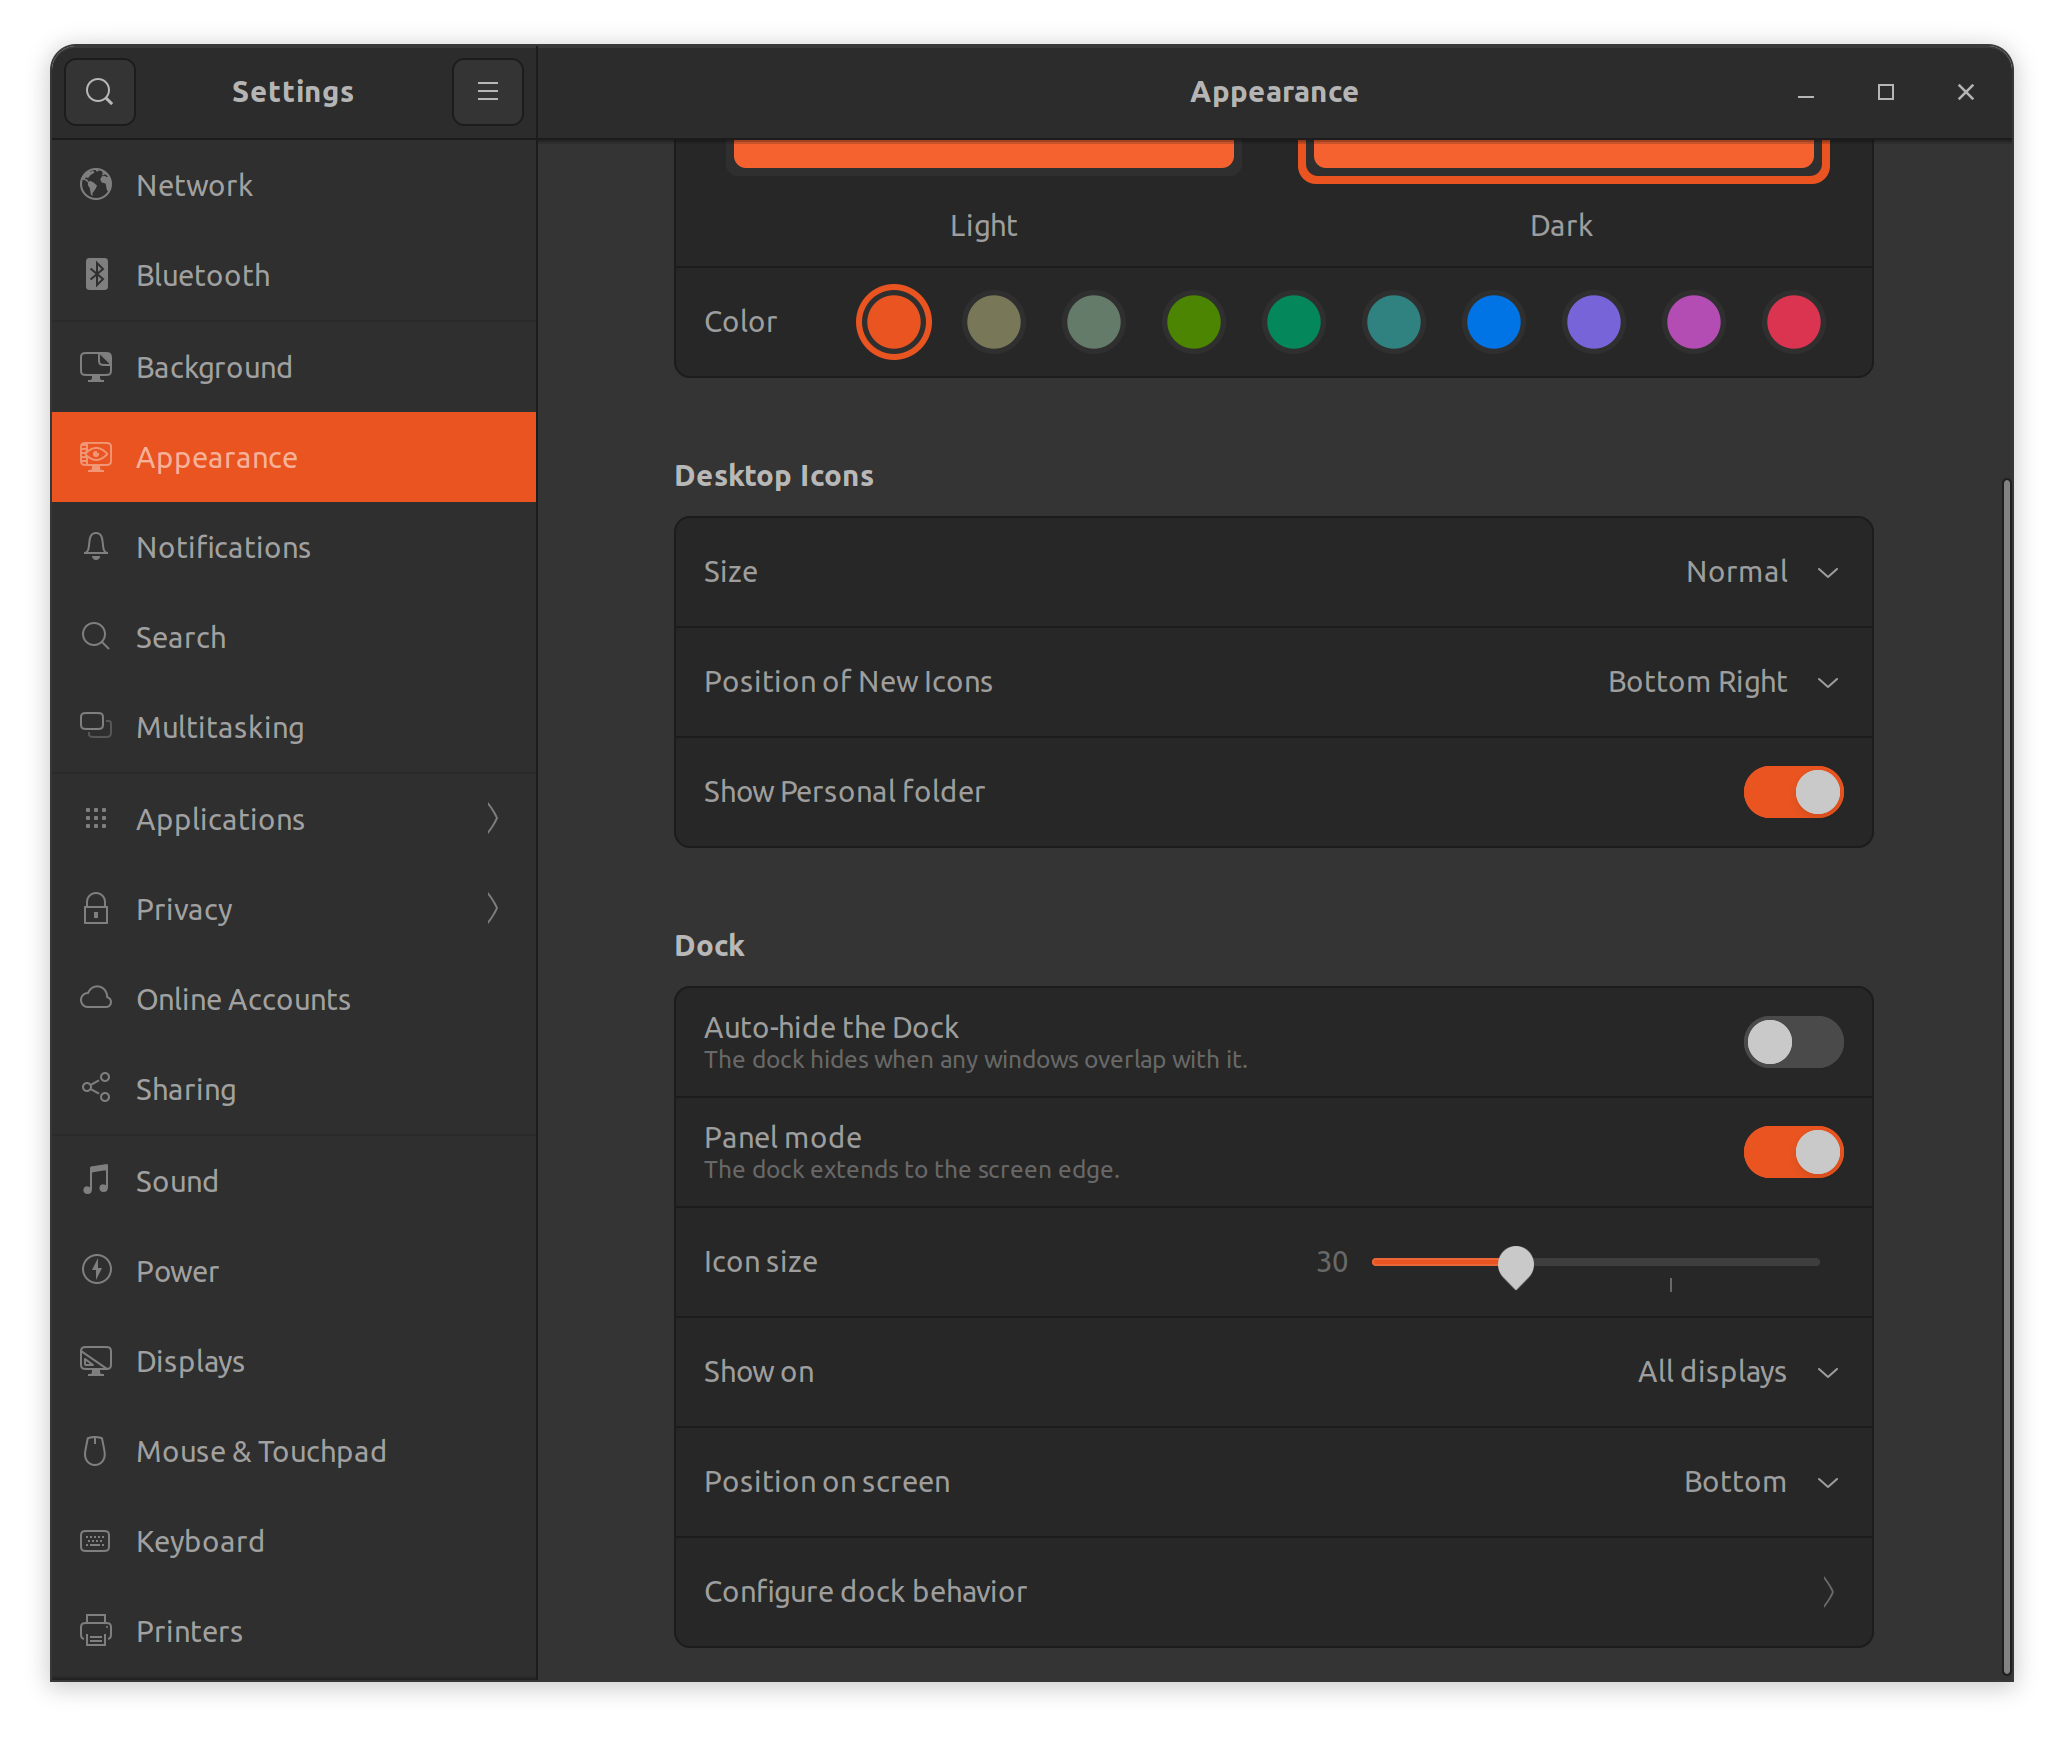 Settings
Appearance
Network
Bluetooth
Background
Appearance
Notifications
Search
Multitasking
Applications
Privacy
Online Accounts
Sharing
Sound
Power
Displays
Mouse & Touchpad
Keyboard
Printers
Light
Dark
Color
Desktop Icons
Size
Normal
Position of New Icons
Bottom Right
Show Personal folder
Dock
Auto-hide the Dock
The dock hides when any windows overlap with it.
Panel mode
The dock extends to the screen edge.
Icon size
30
Show on
All displays
Position on screen
Bottom
Configure dock behavior